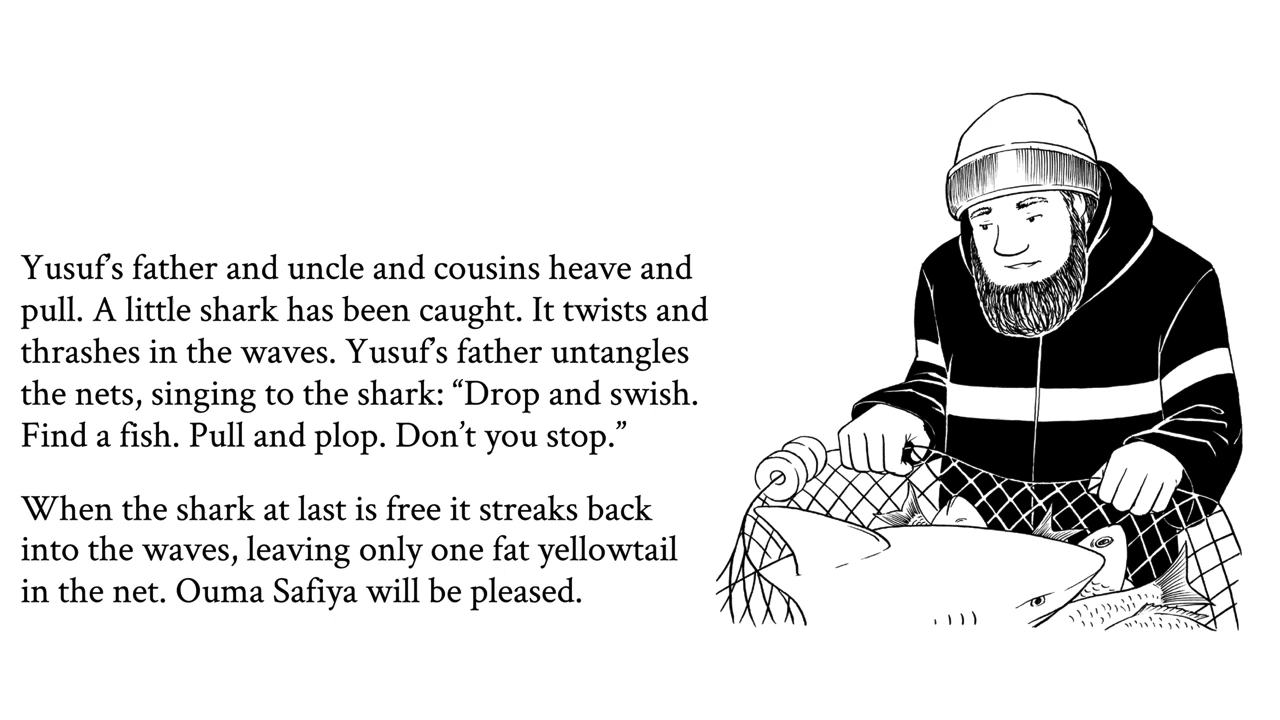 Yusuf’s father and uncle and cousins heave and
pull. A little shark has been caught. It twists and
thrashes in the waves. Yusuf’s father untangles
the nets, singing to the shark: “Drop and swish.
Find a fish. Pull and plop. Don’t you stop.”
When the shark at last is free it streaks back
into the waves, leaving only one fat yellowtail
in the net. Ouma Safiya will be pleased.